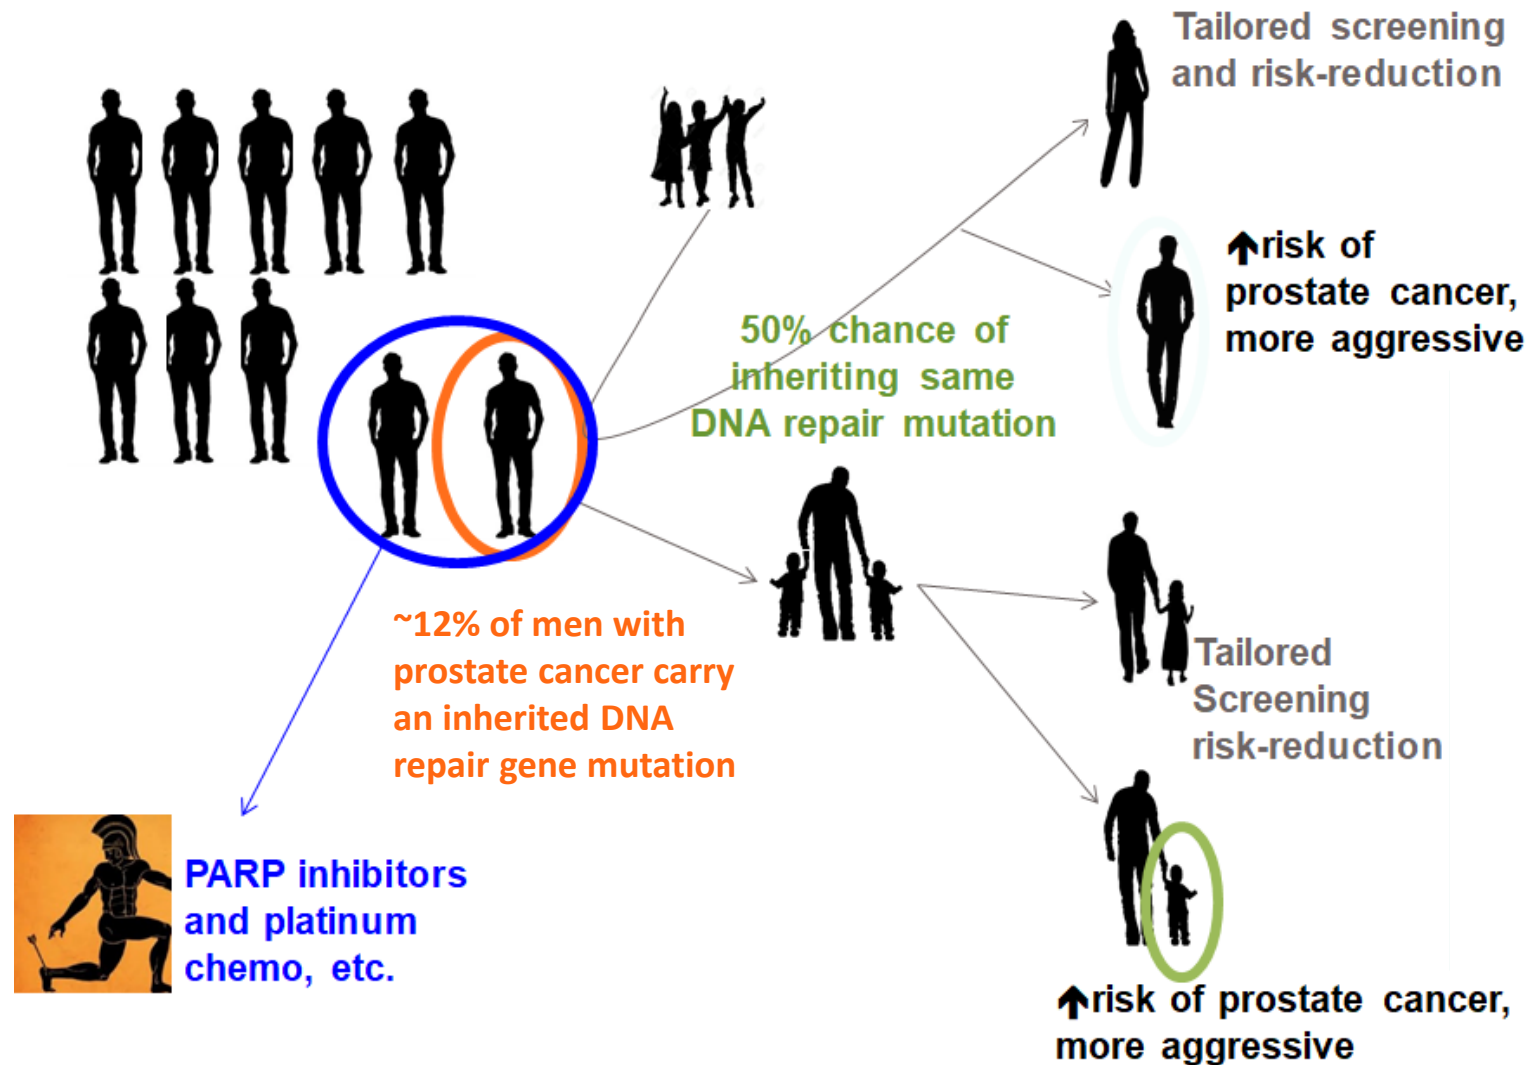 Tailored screening
and risk-reduction
🡅risk of
prostate cancer,
more aggressive
50% chance of
inheriting same
DNA repair mutation
~12% of men with
prostate cancer carry
an inherited DNA
repair gene mutation
Tailored
Screening
risk-reduction
PARP inhibitors
and platinum
chemo, etc.
🡅risk of prostate cancer,
more aggressive